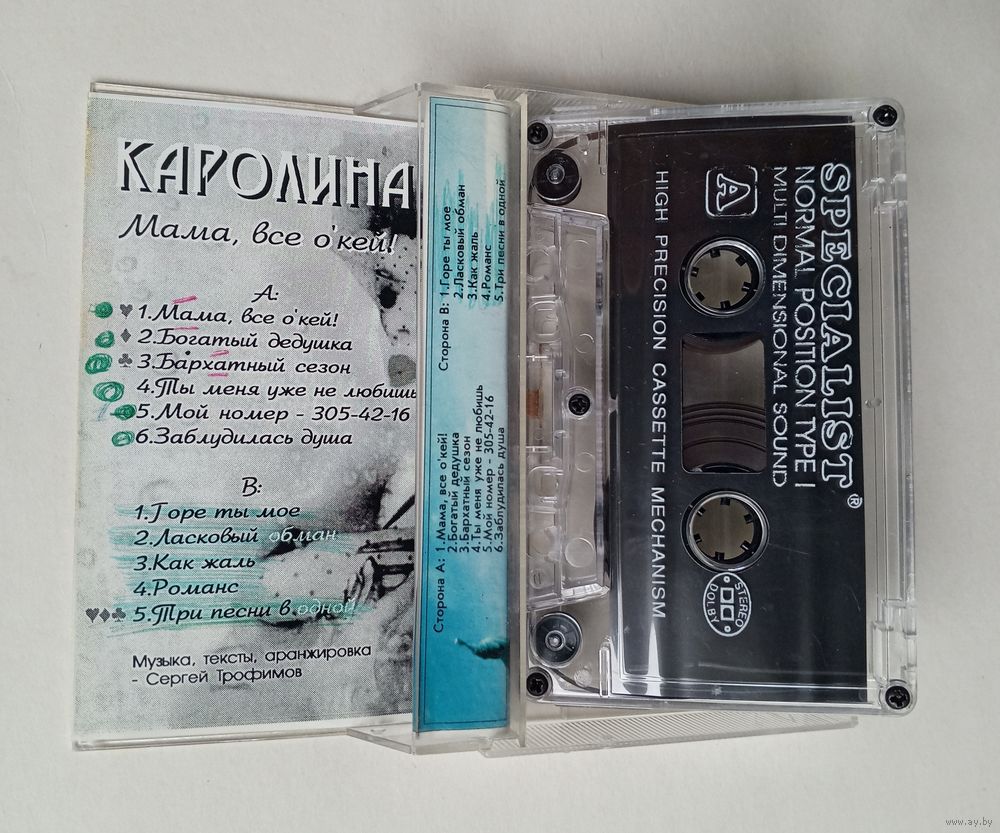 КАРОЛИНА
Мама, все о'кей!
А:
♥ 1.Мама, все о'кей!
♦ 2.Богатый дедушка
♣ 3.Бархатный сезон
4.Ты меня уже не любишь
5.Мой номер - 305-42-16
6.Заблудилась душа
В:
1.Горе ты мое
2.Ласковый обман
3.Как жаль
4.Романс
♥♦♣ 5.Три песни в одной
Музыка, тексты, аранжировка
- Сергей Трофимов
Сторона А: 1.Мама, все о'кей!
2.Богатый дедушка
3.Бархатный сезон
4.Ты меня уже не любишь
5.Мой номер - 305-42-16
6.Заблудилась душа
Сторона В: 1.Горе ты мое
2.Ласковый обман
3.Как жаль
4.Романс
5.Три песни в одной
SPECIALIST®
NORMAL POSITION TYPE I
MULTI DIMENSIONAL SOUND
A
HIGH PRECISION CASSETTE MECHANISM
STEREO
DOLBY
www.ay.by